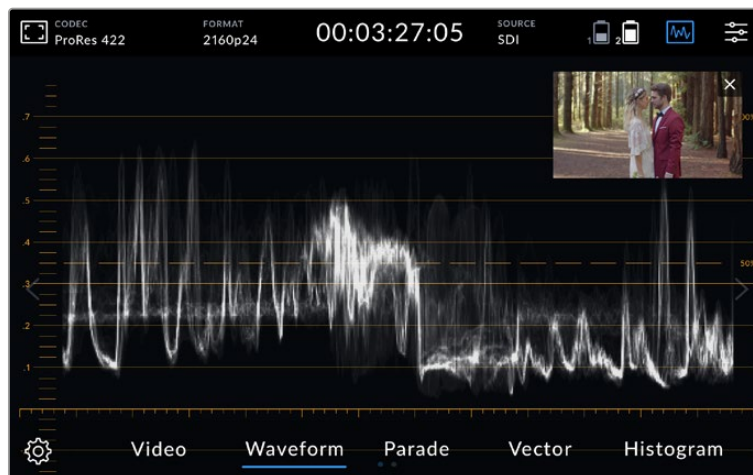 CODEC
ProRes 422
FORMAT
2160p24
00:03:27:05
SOURCE
SDI
1
2
.7
.6
.5
.4
.3
.2
.1
50%
Video
Waveform
Parade
Vector
Histogram